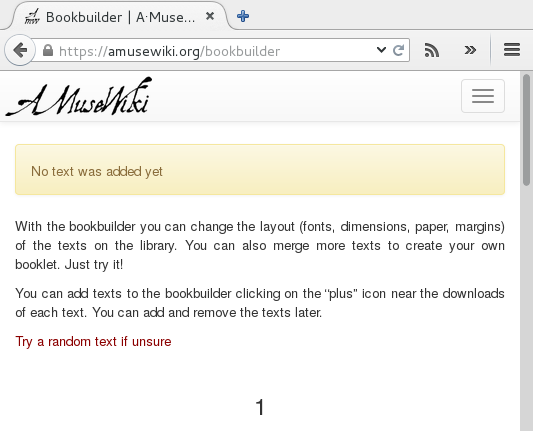 Bookbuilder | A·Muse…
https://amusewiki.org/bookbuilder
A MuseWiki
No text was added yet
With the bookbuilder you can change the layout (fonts, dimensions, paper, margins)
of the texts on the library. You can also merge more texts to create your own
booklet. Just try it!
You can add texts to the bookbuilder clicking on the “plus” icon near the downloads
of each text. You can add and remove the texts later.
Try a random text if unsure
1